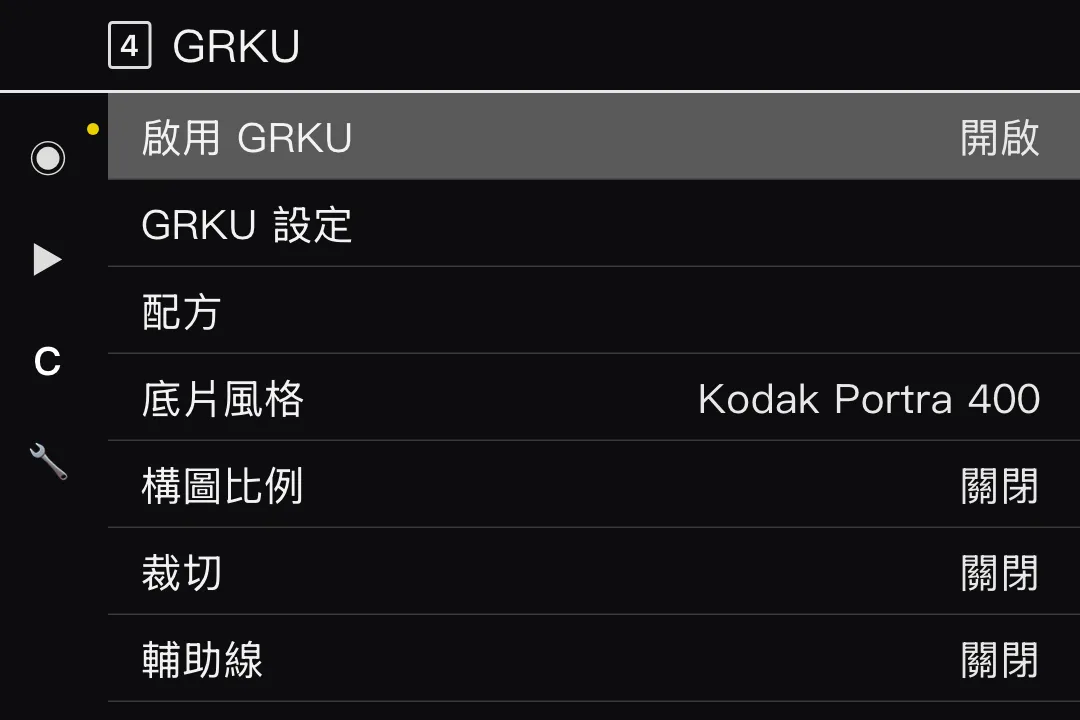 4 GRKU
啟用 GRKU 開啟
GRKU 設定
配方
C
底片風格 Kodak Portra 400
構圖比例 關閉
裁切 關閉
輔助線 關閉